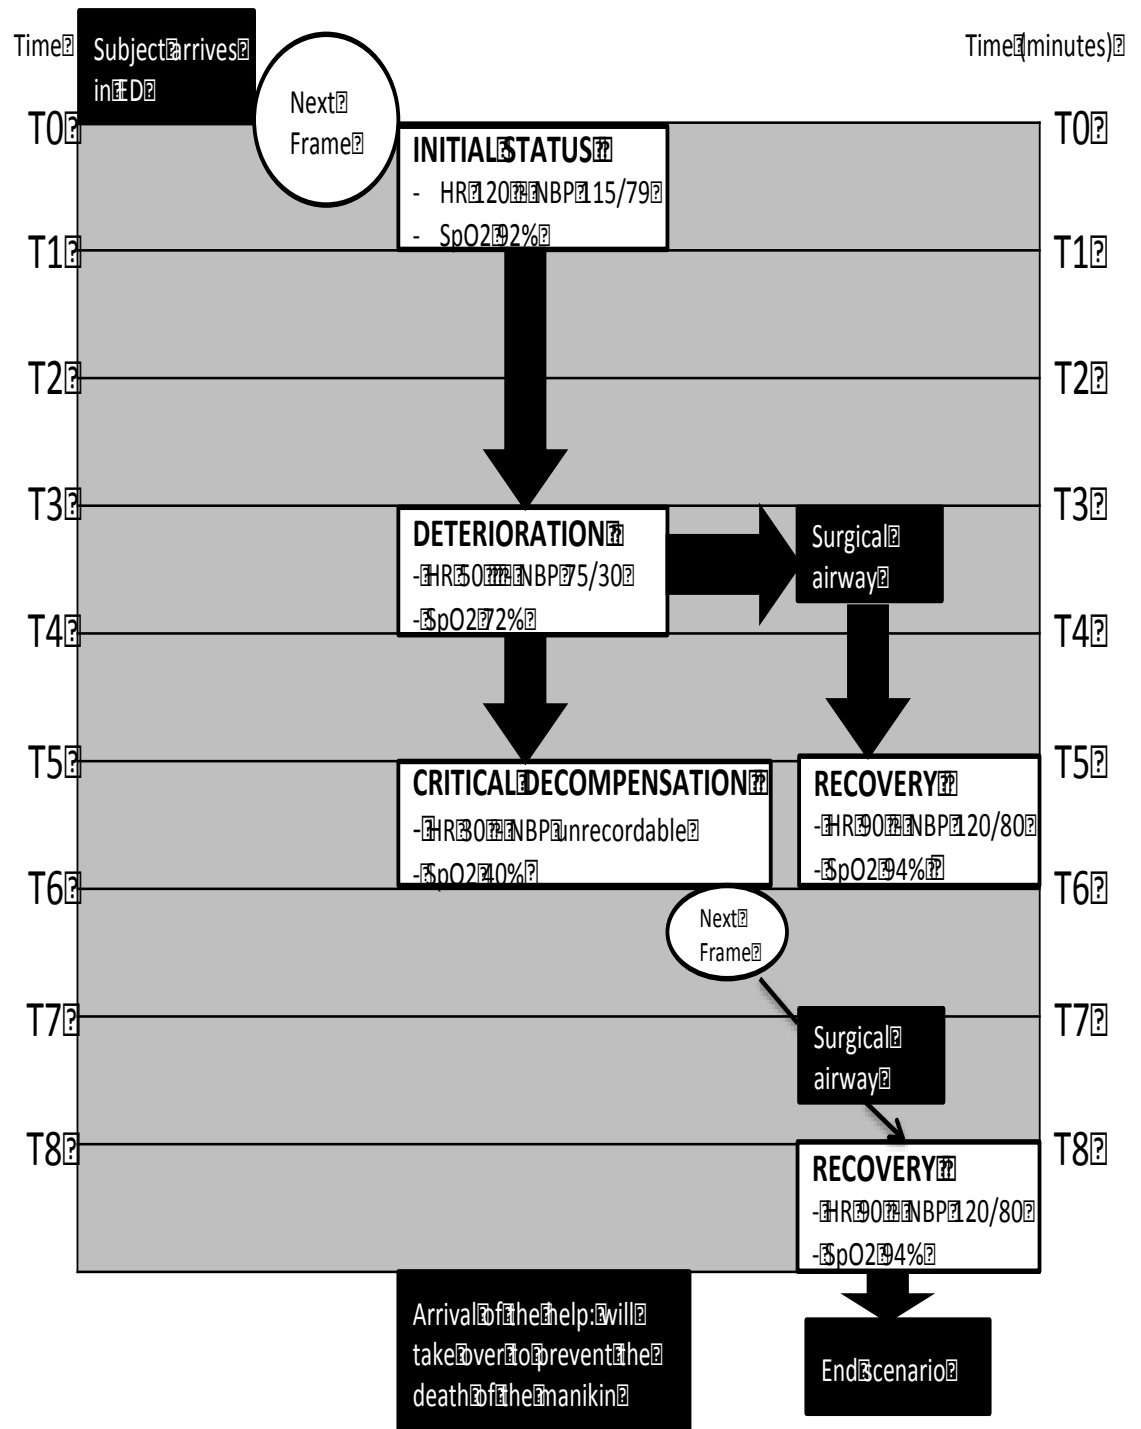 Time
Subject arrives
in ED
Next
Frame
Time (minutes)
T0
T0
INITIAL STATUS
- HR 120 - NBP 115/79
- SpO2 92%
T1
T1
T2
T2
T3
T3
DETERIORATION
- HR 50 - NBP 75/30
- SpO2 72%
Surgical
airway
T4
T4
T5
T5
CRITICAL DECOMPENSATION
- HR 30 - NBP unrecordable
- SpO2 40%
RECOVERY
- HR 90 - NBP 120/80
- SpO2 94%
T6
T6
Next
Frame
T7
T7
Surgical
airway
T8
T8
RECOVERY
- HR 90 - NBP 120/80
- SpO2 94%
Arrival of the help: will
take over to prevent the
death of the manikin
End scenario